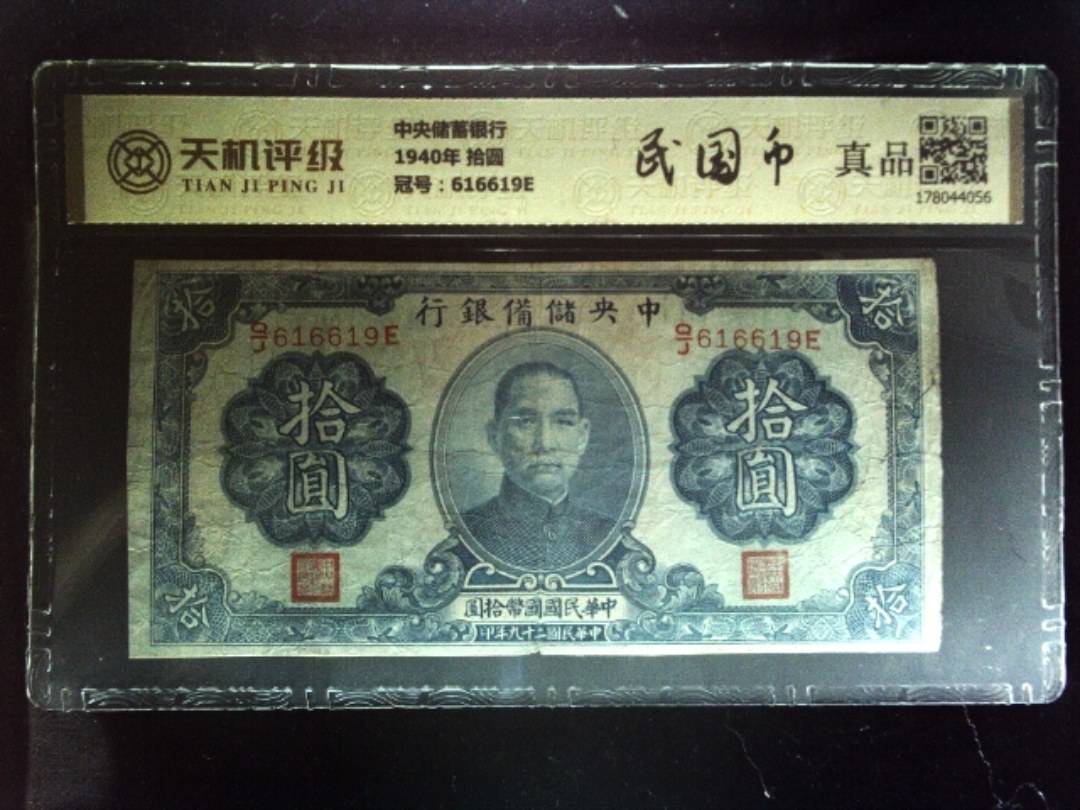 天机评级
TIAN JI PING JI
中央储蓄银行
1940年 拾圆
冠号：616619E
民国币
真品
178044056
行銀備儲央中
616619E
616619E
拾
拾
拾圓
拾圓
圓拾幣國國民華中
印年九十二國民華中
拾
拾